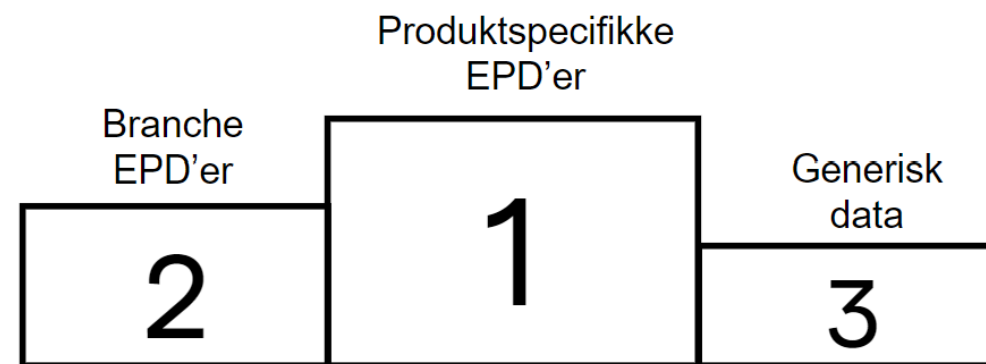 Produktspecifikke
EPD’er
Branche
EPD’er
Generisk
data
2
1
3